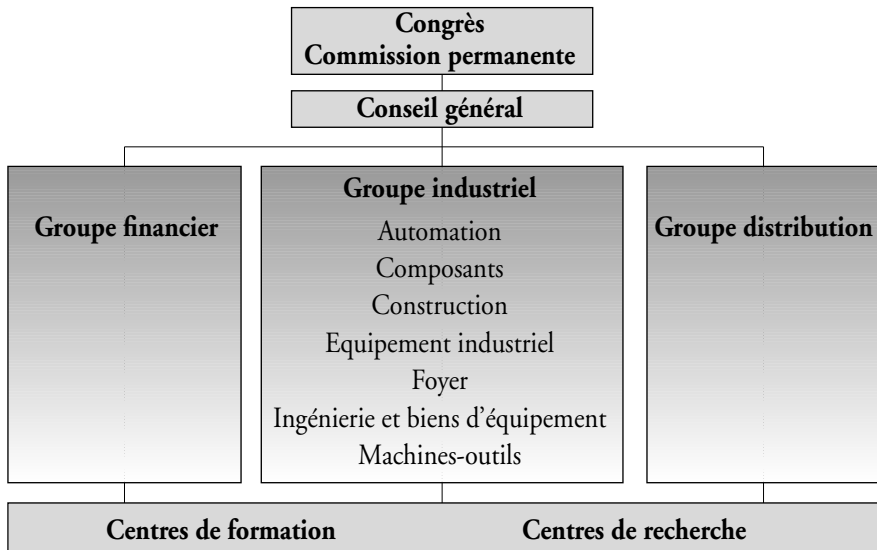 Congrès
Commission permanente
Conseil général
Groupe financier
Groupe industriel
Automation
Composants
Construction
Equipement industriel
Foyer
Ingénierie et biens d’équipement
Machines-outils
Groupe distribution
Centres de formation
Centres de recherche